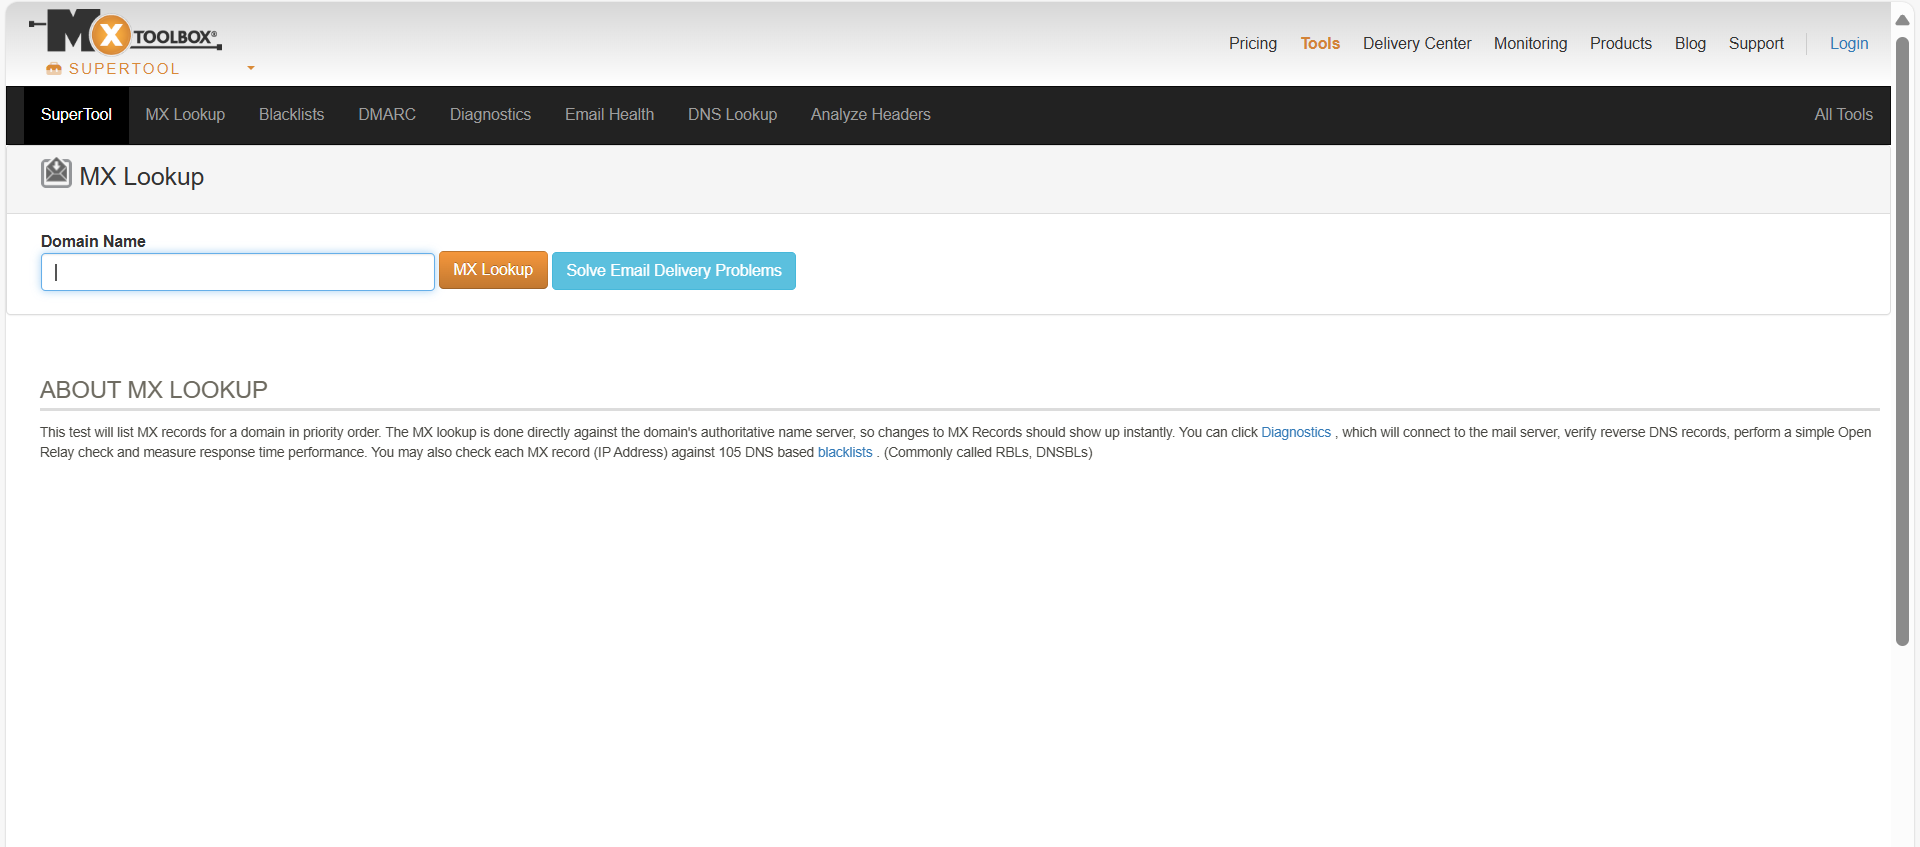 MX TOOLBOX®
SUPERTOOL
Pricing Tools Delivery Center Monitoring Products Blog Support Login
SuperTool MX Lookup Blacklists DMARC Diagnostics Email Health DNS Lookup Analyze Headers All Tools
MX Lookup
Domain Name
MX Lookup Solve Email Delivery Problems
ABOUT MX LOOKUP
This test will list MX records for a domain in priority order. The MX lookup is done directly against the domain's authoritative name server, so changes to MX Records should show up instantly. You can click Diagnostics , which will connect to the mail server, verify reverse DNS records, perform a simple Open
Relay check and measure response time performance. You may also check each MX record (IP Address) against 105 DNS based blacklists . (Commonly called RBLs, DNSBLs)